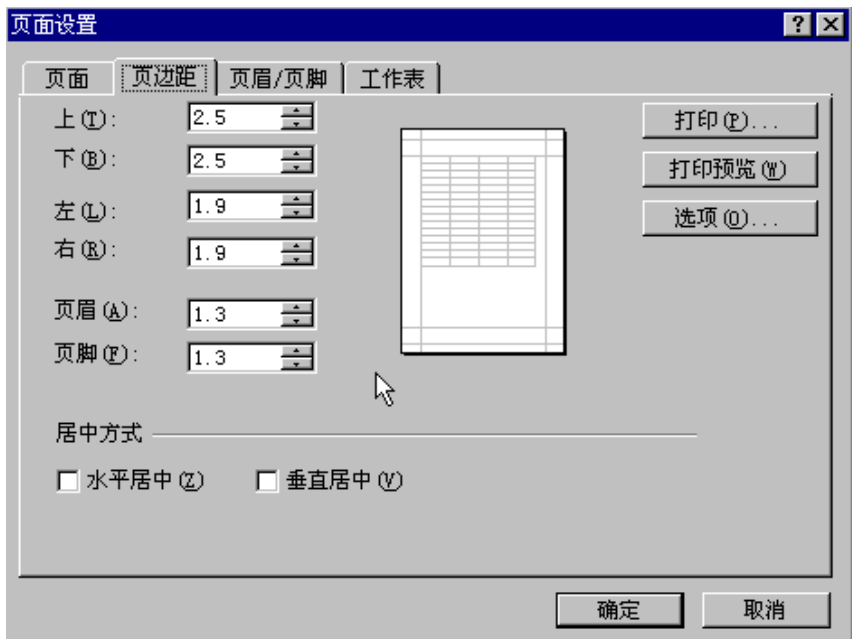 页面设置
页面 页边距 页眉/页脚 工作表
上(T): 2.5 打印(P)...
下(B): 2.5 打印预览(W)
左(L): 1.9 选项(O)...
右(R): 1.9
页眉(A): 1.3
页脚(F): 1.3
居中方式
水平居中(Z) 垂直居中(V)
确定 取消